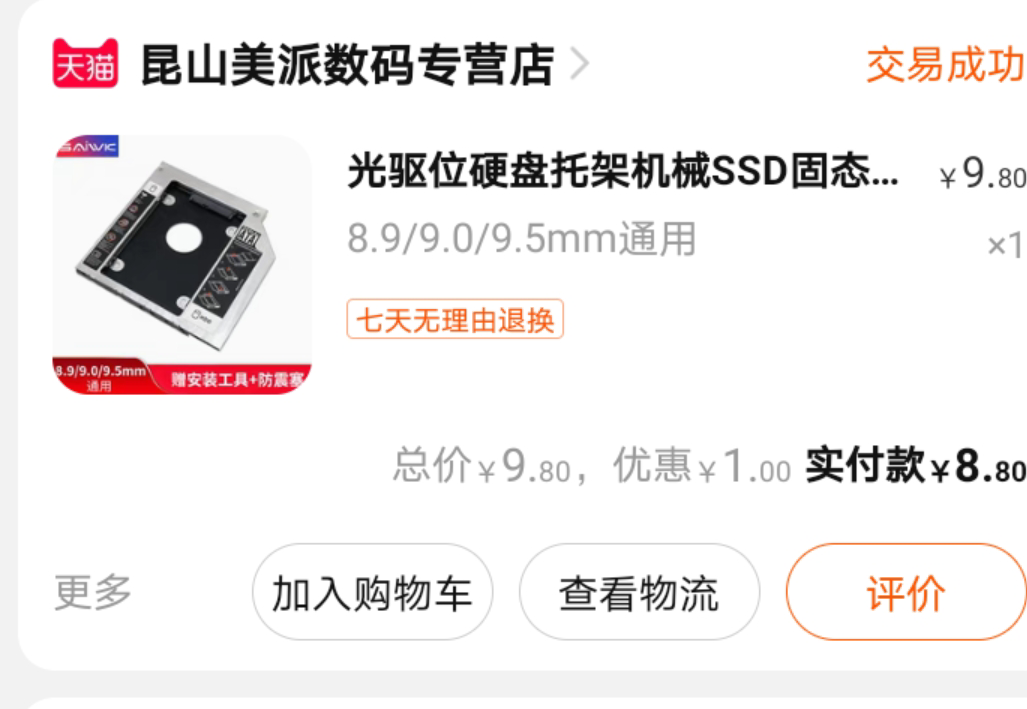 天猫 昆山美派数码专营店 交易成功
SAIWIC
光驱位硬盘托架机械SSD固态... ¥9.80
8.9/9.0/9.5mm通用 ×1
SATA
七天无理由退换
8.9/9.0/9.5mm
通用
赠安装工具+防震塞
总价¥9.80，优惠¥1.00 实付款¥8.80
更多 加入购物车 查看物流 评价